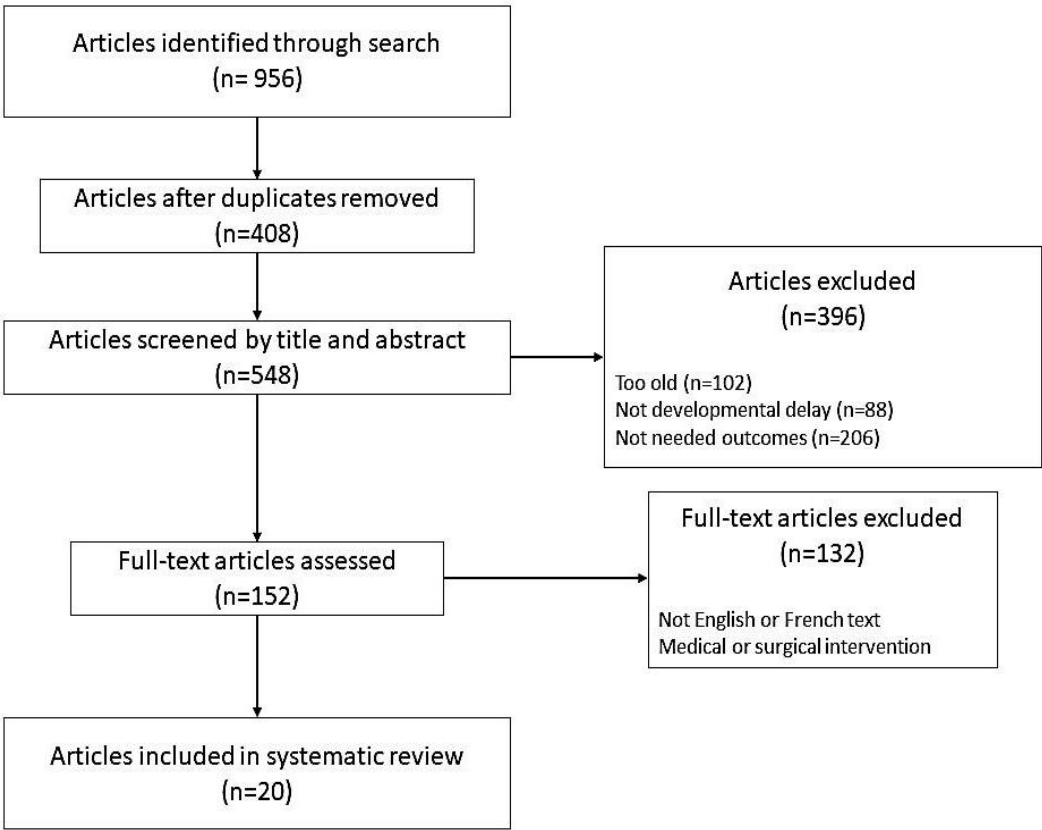 Articles identified through search
(n= 956)
Articles after duplicates removed
(n=408)
Articles screened by title and abstract
(n=548)
Articles excluded
(n=396)
Too old (n=102)
Not developmental delay (n=88)
Not needed outcomes (n=206)
Full-text articles assessed
(n=152)
Full-text articles excluded
(n=132)
Not English or French text
Medical or surgical intervention
Articles included in systematic review
(n=20)